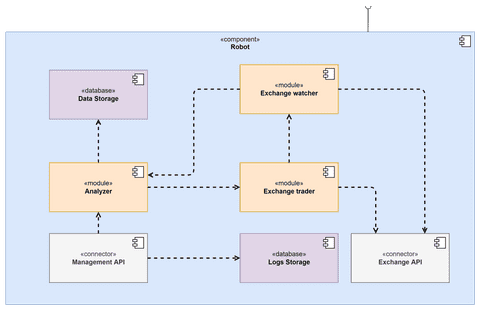 «component»
Robot
«database»
Data Storage
«module»
Exchange watcher
«module»
Analyzer
«module»
Exchange trader
«connector»
Management API
«database»
Logs Storage
«connector»
Exchange API